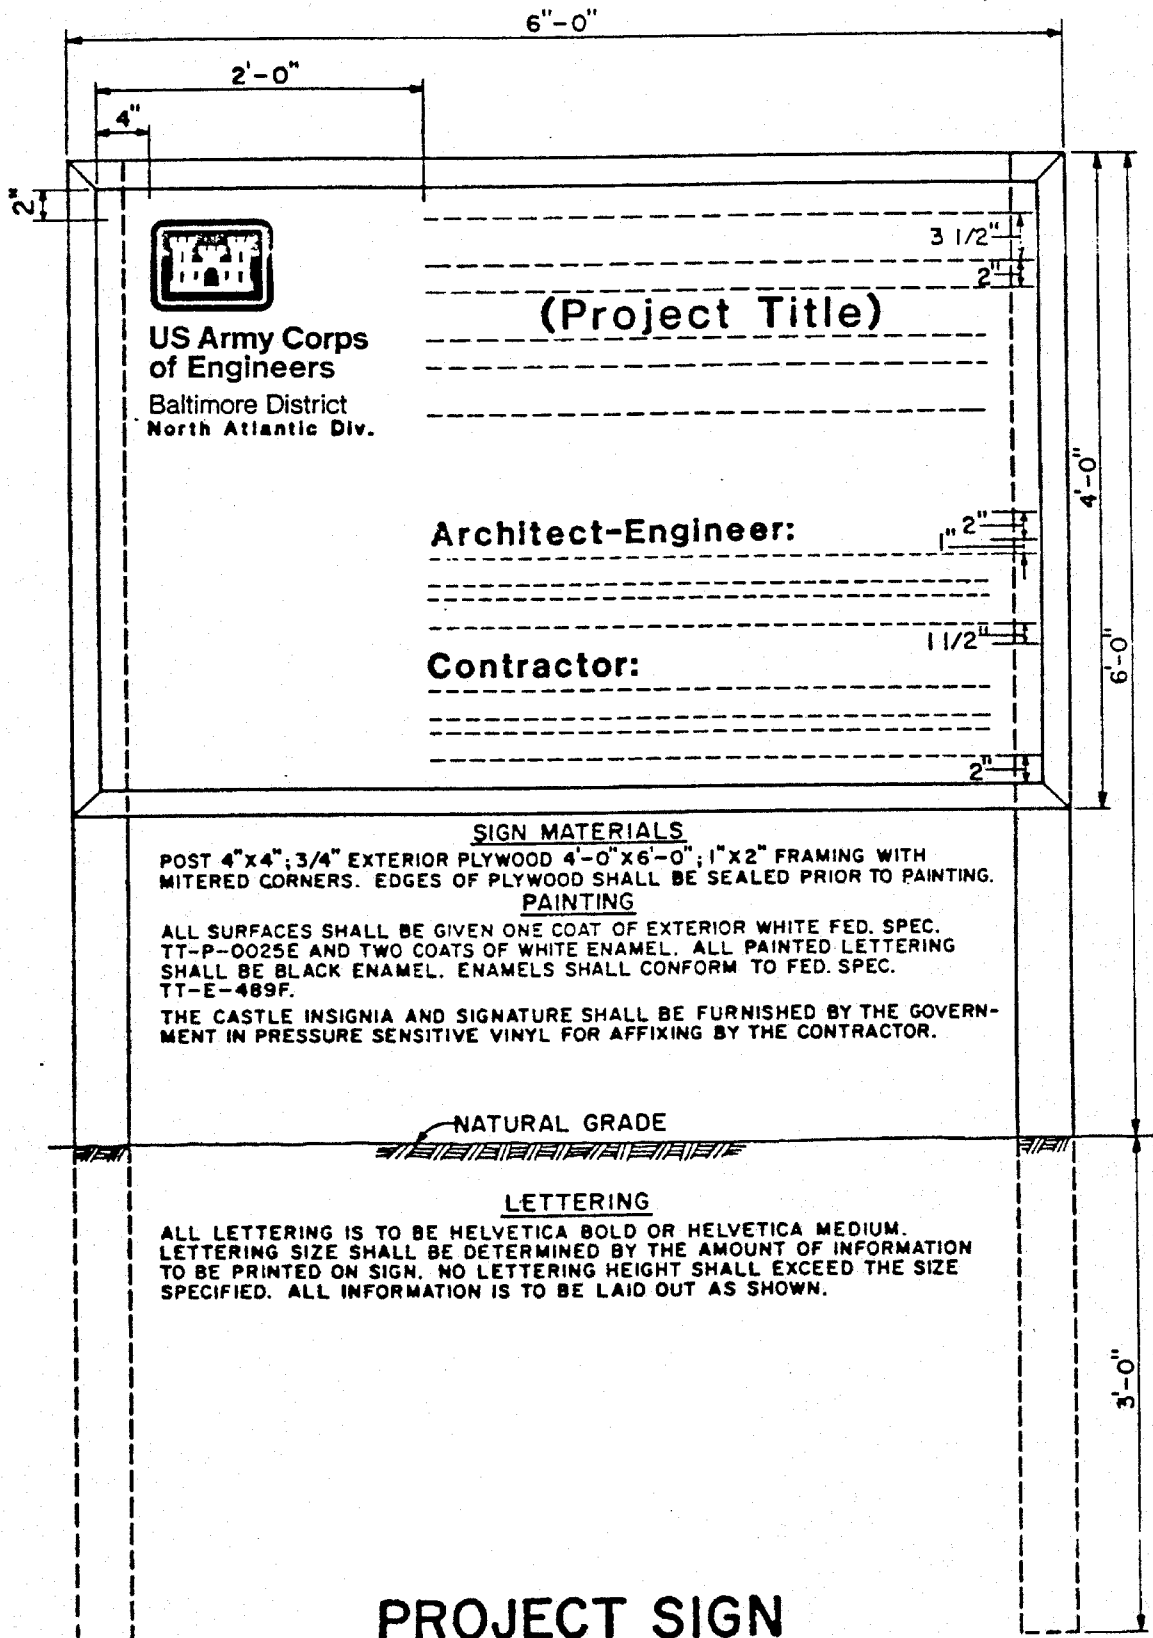 6"-0"
2'-0"
4"
2"
3 1/2"
2"
(Project Title)
US Army Corps
of Engineers
Baltimore District
North Atlantic Div.
4'-0"
6'-0"
Architect-Engineer:
2"
1"
1 1/2"
Contractor:
2"
SIGN MATERIALS
POST 4"X4"; 3/4" EXTERIOR PLYWOOD 4'-0"X6'-0"; 1"X2" FRAMING WITH
MITERED CORNERS. EDGES OF PLYWOOD SHALL BE SEALED PRIOR TO PAINTING.
PAINTING
ALL SURFACES SHALL BE GIVEN ONE COAT OF EXTERIOR WHITE FED. SPEC.
TT-P-0025E AND TWO COATS OF WHITE ENAMEL. ALL PAINTED LETTERING
SHALL BE BLACK ENAMEL. ENAMELS SHALL CONFORM TO FED. SPEC.
TT-E-489F.
THE CASTLE INSIGNIA AND SIGNATURE SHALL BE FURNISHED BY THE GOVERN-
MENT IN PRESSURE SENSITIVE VINYL FOR AFFIXING BY THE CONTRACTOR.
NATURAL GRADE
LETTERING
ALL LETTERING IS TO BE HELVETICA BOLD OR HELVETICA MEDIUM.
LETTERING SIZE SHALL BE DETERMINED BY THE AMOUNT OF INFORMATION
TO BE PRINTED ON SIGN. NO LETTERING HEIGHT SHALL EXCEED THE SIZE
SPECIFIED. ALL INFORMATION IS TO BE LAID OUT AS SHOWN.
3'-0"
PROJECT SIGN